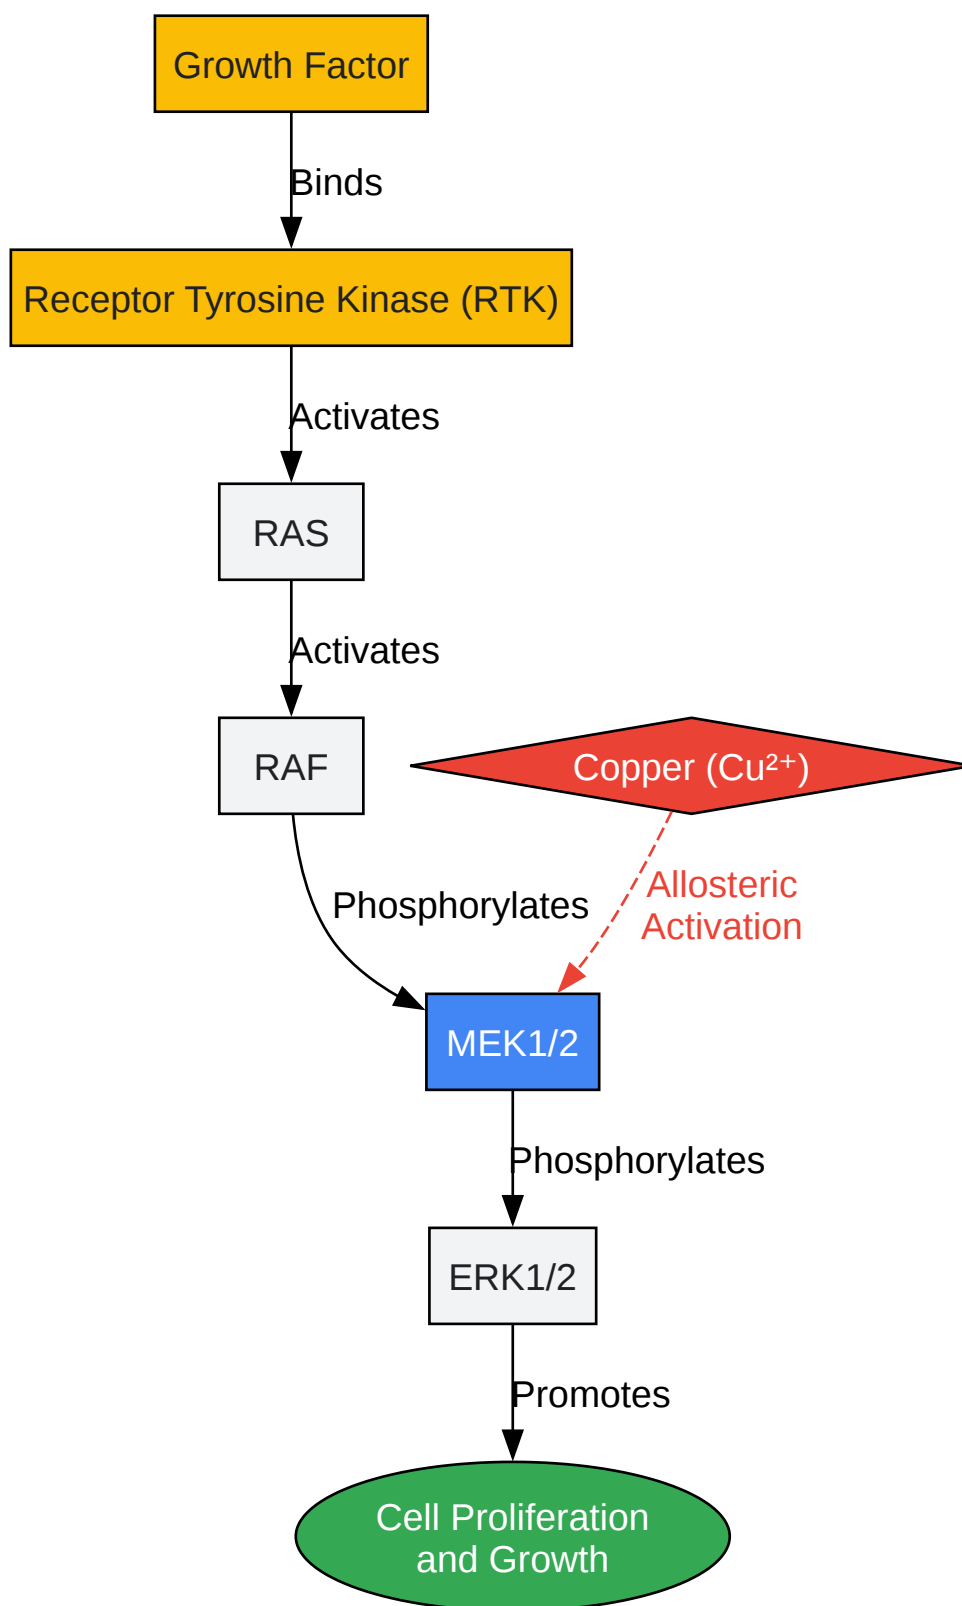 Growth Factor
Binds
Receptor Tyrosine Kinase (RTK)
Activates
RAS
Activates
RAF
Copper (Cu²⁺)
Phosphorylates
Allosteric
Activation
MEK1/2
Phosphorylates
ERK1/2
Promotes
Cell Proliferation
and Growth